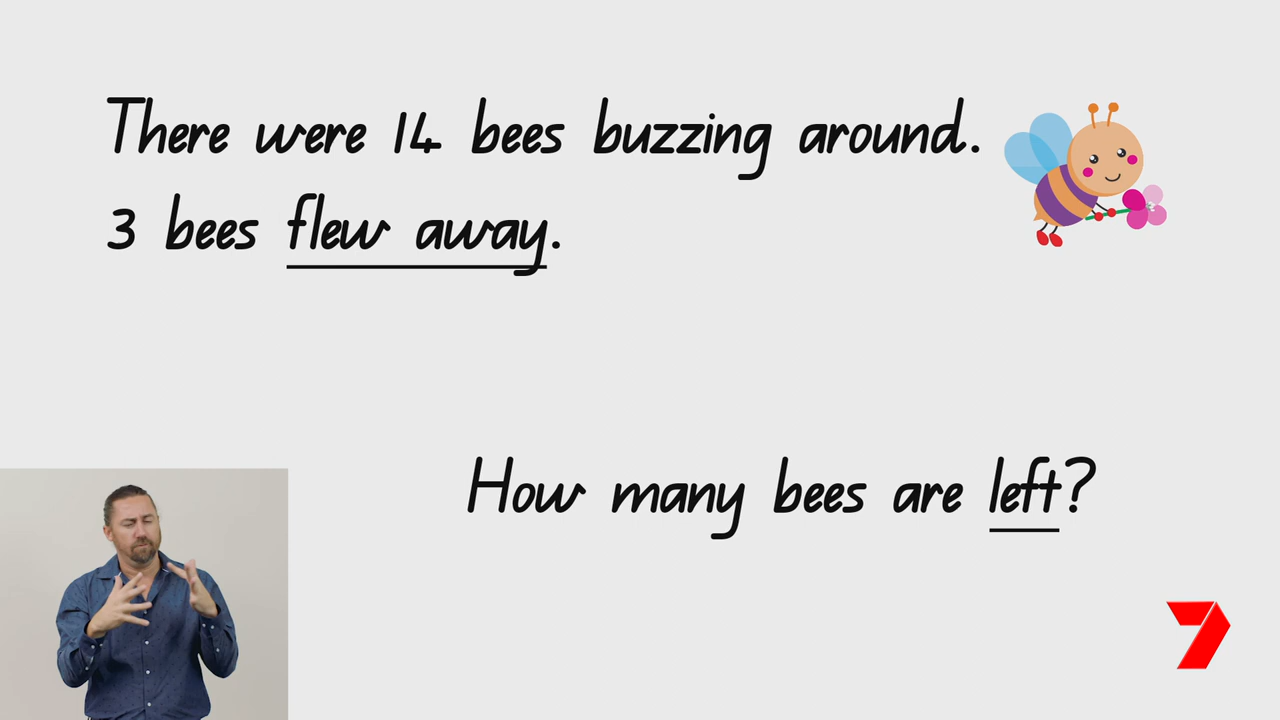 There were 14 bees buzzing around.
3 bees flew away.
How many bees are left?